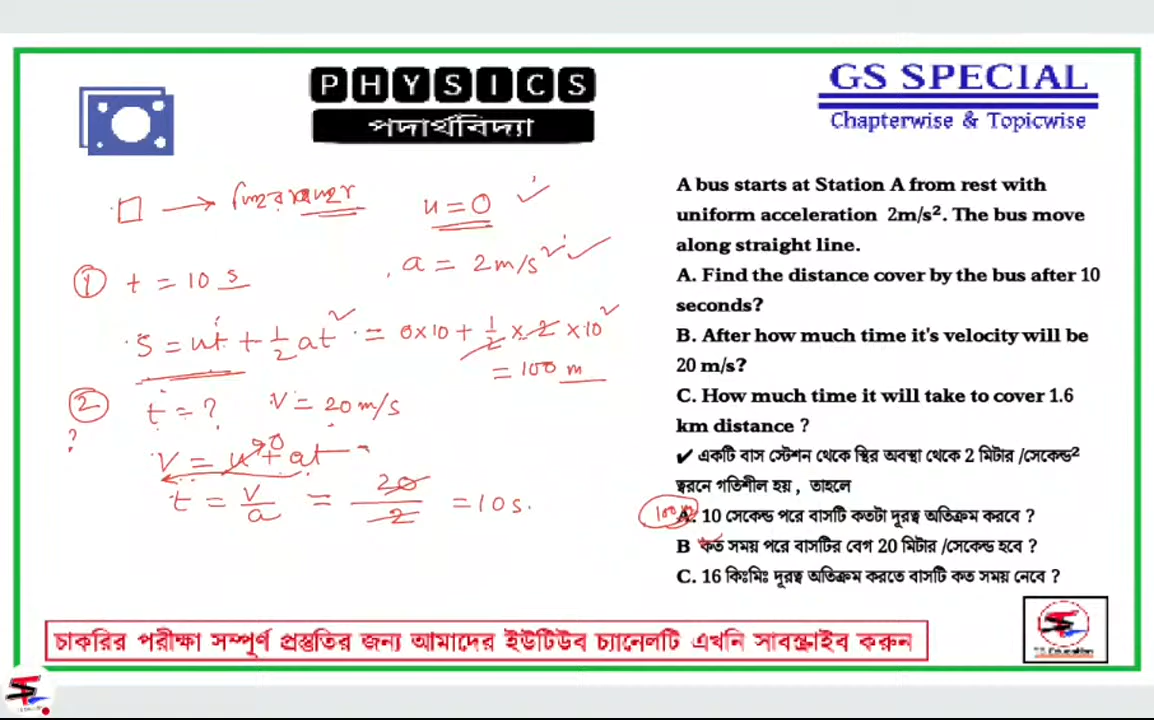 PHYSICS
পদার্থবিদ্যা
GS SPECIAL
Chapterwise & Topicwise
□ → u = 0
a = 2m/s²
① t = 10 s
S = ut + 1/2 at² = 0×10 + 1/2 × 2 × 10²
= 100 m
② t = ? V = 20m/s
?
V = u + at
0
t = V/a = 20/2 = 10 s.
A bus starts at Station A from rest with
uniform acceleration 2m/s². The bus move
along straight line.
A. Find the distance cover by the bus after 10
seconds?
B. After how much time it's velocity will be
20 m/s?
C. How much time it will take to cover 1.6
km distance ?
✔ একটি বাস স্টেশন থেকে স্থির অবস্থা থেকে 2 মিটার /সেকেন্ড²
ত্বরনে গতিশীল হয় , তাহলে
100
A. 10 সেকেন্ড পরে বাসটি কতটা দূরত্ব অতিক্রম করবে ?
B কত সময় পরে বাসটির বেগ 20 মিটার /সেকেন্ড হবে ?
C. 16 কিঃমিঃ দূরত্ব অতিক্রম করতে বাসটি কত সময় নেবে ?
চাকরির পরীক্ষা সম্পূর্ণ প্রস্তুতির জন্য আমাদের ইউটিউব চ্যানেলটি এখনি সাবস্ক্রাইব করুন